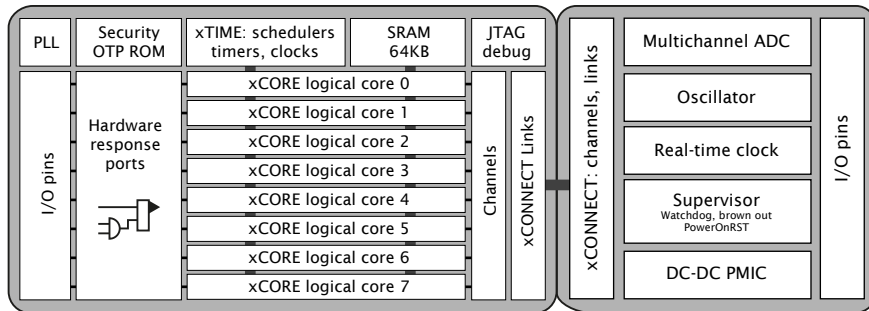 PLL
Security
OTP ROM
xTIME: schedulers
timers, clocks
SRAM
64KB
JTAG
debug
I/O pins
Hardware
response
ports
xCORE logical core 0
xCORE logical core 1
xCORE logical core 2
xCORE logical core 3
xCORE logical core 4
xCORE logical core 5
xCORE logical core 6
xCORE logical core 7
Channels
xCONNECT Links
xCONNECT: channels, links
Multichannel ADC
Oscillator
Real-time clock
Supervisor
Watchdog, brown out
PowerOnRST
DC-DC PMIC
I/O pins